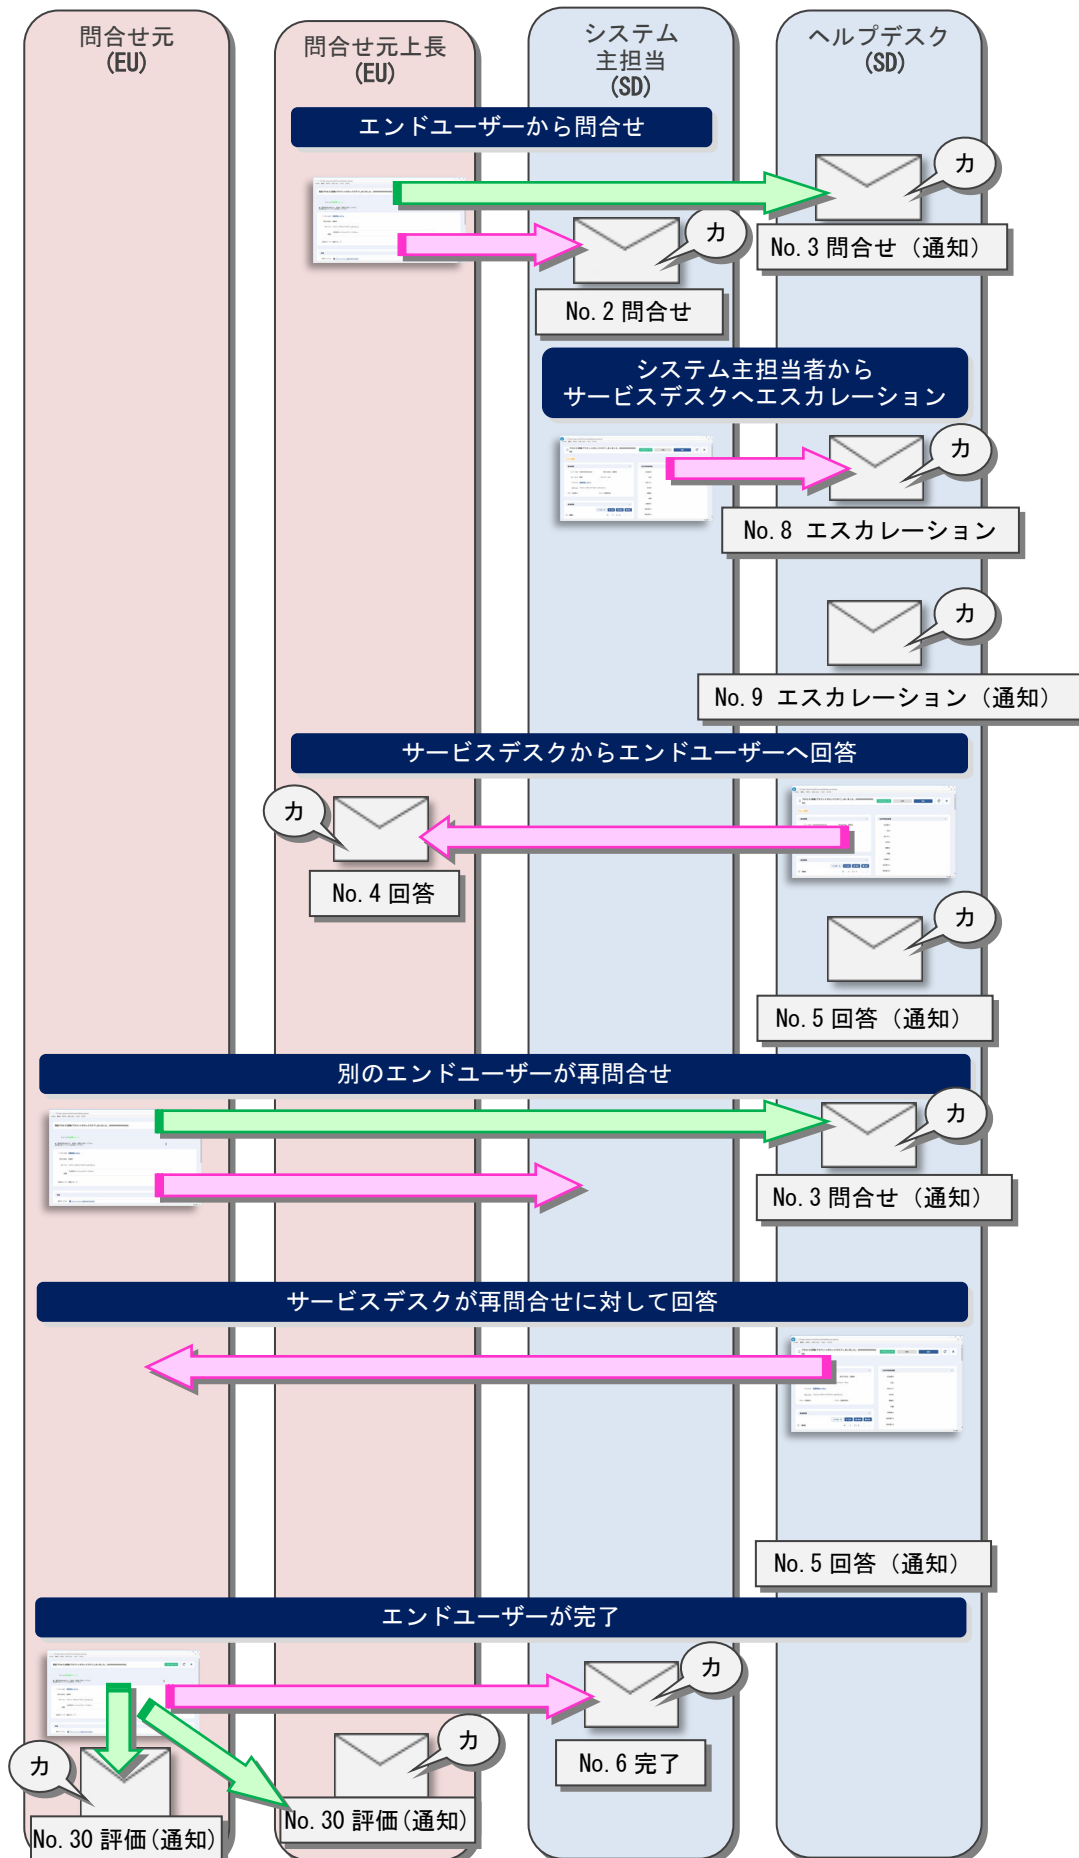 問合せ元
(EU)
問合せ元上長
(EU)
システム
主担当
(SD)
ヘルプデスク
(SD)
エンドユーザーから問合せ
カ
No.3 問合せ（通知）
カ
No.2 問合せ
システム主担当者から
サービスデスクへエスカレーション
カ
No.8 エスカレーション
カ
No.9 エスカレーション（通知）
サービスデスクからエンドユーザーへ回答
カ
No.4 回答
カ
No.5 回答（通知）
別のエンドユーザーが再問合せ
カ
No.3 問合せ（通知）
サービスデスクが再問合せに対して回答
No.5 回答（通知）
エンドユーザーが完了
カ
No.6 完了
カ
No.30 評価(通知)
カ
No.30 評価(通知)